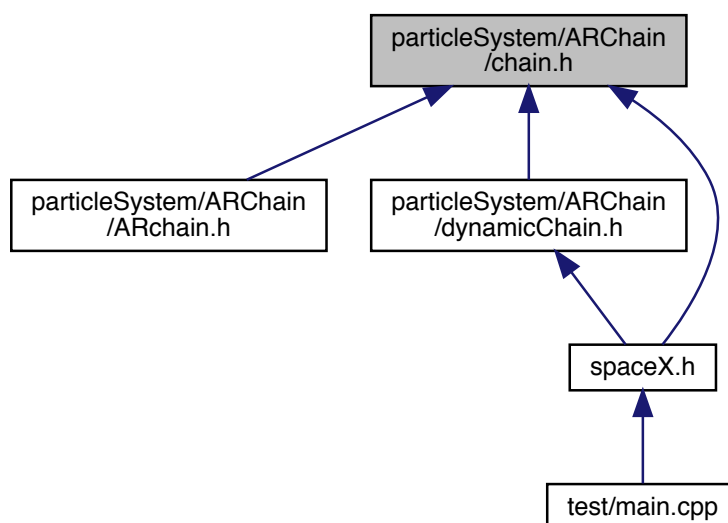 particleSystem/ARChain
/chain.h
particleSystem/ARChain
/ARchain.h
particleSystem/ARChain
/dynamicChain.h
spaceX.h
test/main.cpp